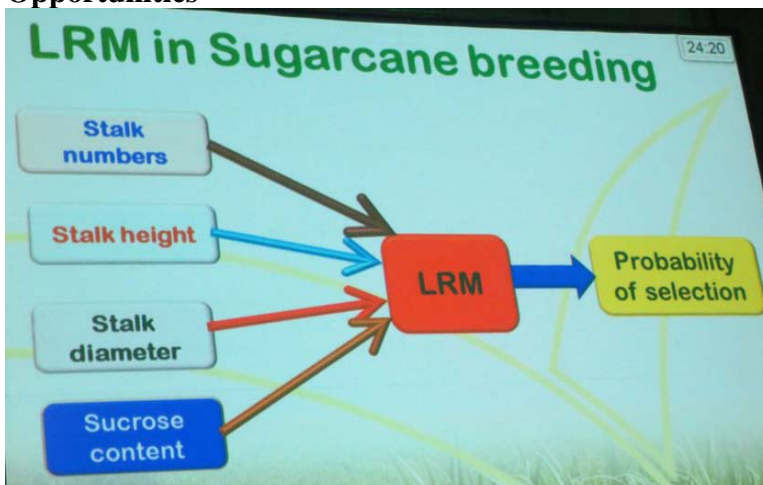 Opportunities
LRM in Sugarcane breeding
24:20
Stalk
numbers
Stalk height
Stalk
diameter
Sucrose
content
LRM
Probability
of selection